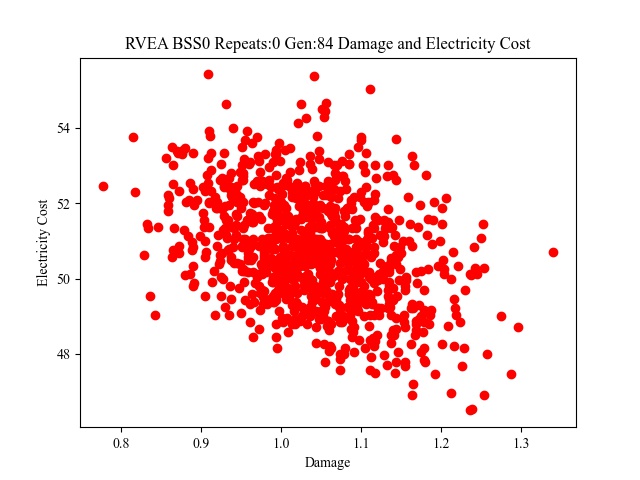 RVEA BSS0 Repeats:0 Gen:84 Damage and Electricity Cost
54
52
50
48
Electricity Cost
0.8 0.9 1.0 1.1 1.2 1.3
Damage